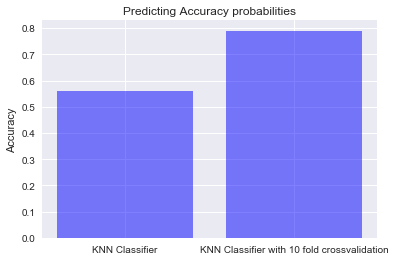 Predicting Accuracy probabilities
Accuracy
0.8
0.7
0.6
0.5
0.4
0.3
0.2
0.1
0.0
KNN Classifier
KNN Classifier with 10 fold crossvalidation